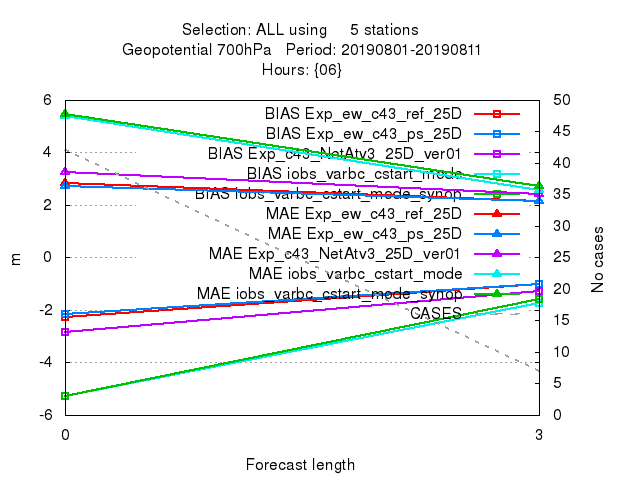 Selection: ALL using 5 stations
Geopotential 700hPa Period: 20190801-20190811
Hours: {06}
6
4
2
0
-2
-4
-6
m
50
45
40
35
30
25
20
15
10
5
0
No cases
BIAS Exp_ew_c43_ref_25D
BIAS Exp_ew_c43_ps_25D
BIAS Exp_c43_NetAtv3_25D_ver01
BIAS iobs_varbc_cstart_mode
BIAS iobs_varbc_cstart_mode_synop
MAE Exp_ew_c43_ref_25D
MAE Exp_ew_c43_ps_25D
MAE Exp_c43_NetAtv3_25D_ver01
MAE iobs_varbc_cstart_mode
MAE iobs_varbc_cstart_mode_synop
CASES
0 3
Forecast length